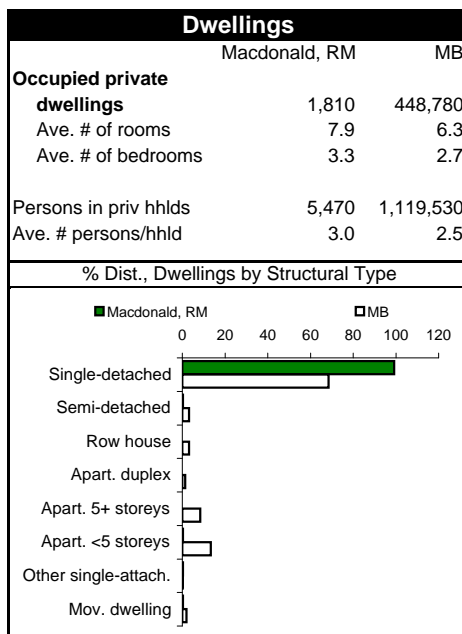 Dwellings
Macdonald, RM MB
Occupied private
dwellings 1,810 448,780
Ave. # of rooms 7.9 6.3
Ave. # of bedrooms 3.3 2.7
Persons in priv hhlds 5,470 1,119,530
Ave. # persons/hhld 3.0 2.5
% Dist., Dwellings by Structural Type
Macdonald, RM MB
0 20 40 60 80 100 120
Single-detached
Semi-detached
Row house
Apart. duplex
Apart. 5+ storeys
Apart. <5 storeys
Other single-attach.
Mov. dwelling